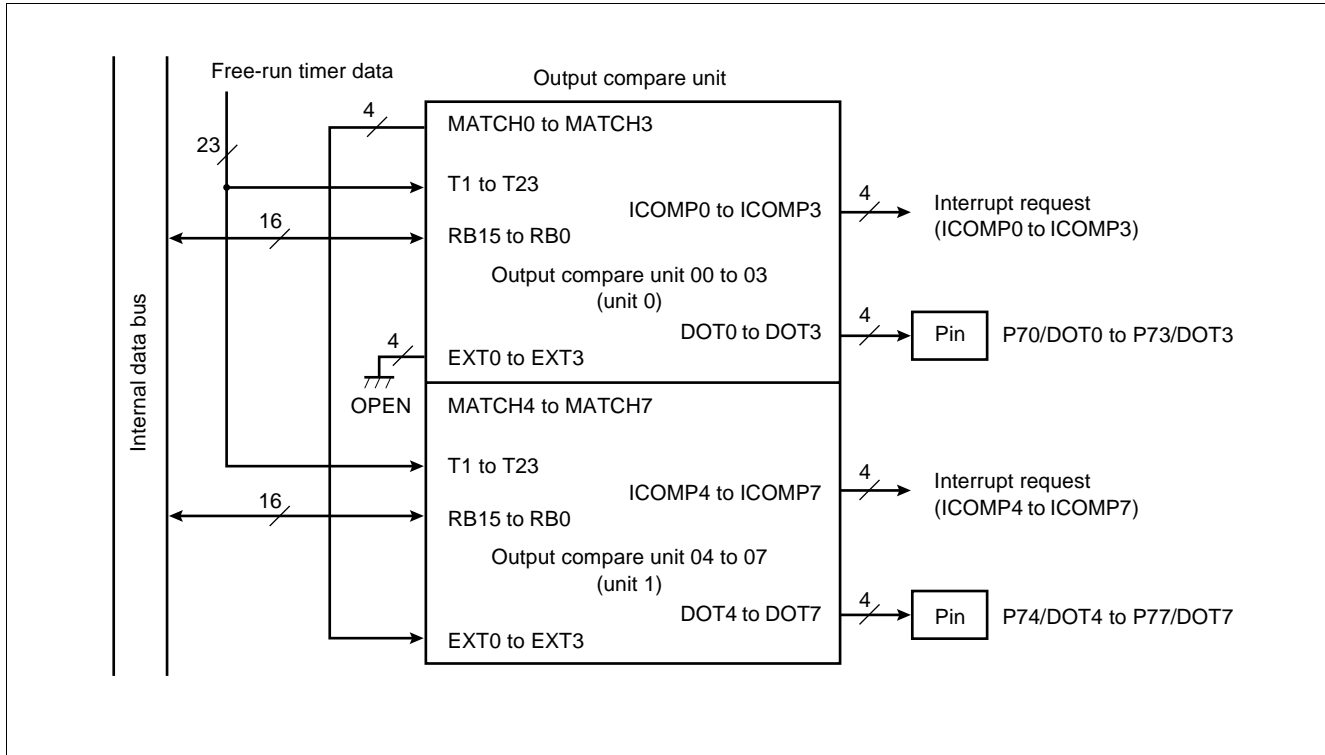 Free-run timer data
Output compare unit
4
MATCH0 to MATCH3
23
T1 to T23
ICOMP0 to ICOMP3
4
Interrupt request
(ICOMP0 to ICOMP3)
16
RB15 to RB0
Output compare unit 00 to 03
(unit 0)
DOT0 to DOT3
4
Pin
P70/DOT0 to P73/DOT3
4
EXT0 to EXT3
OPEN
Internal data bus
MATCH4 to MATCH7
T1 to T23
ICOMP4 to ICOMP7
4
Interrupt request
(ICOMP4 to ICOMP7)
16
RB15 to RB0
Output compare unit 04 to 07
(unit 1)
DOT4 to DOT7
4
Pin
P74/DOT4 to P77/DOT7
EXT0 to EXT3